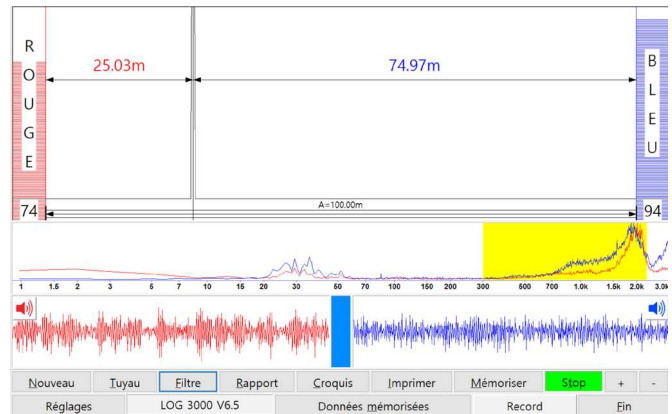 ROUGE
25.03m
74.97m
BLEU
74
A=100.00m
94
1 1.5 2 3 5 7 10 15 20 30 50 70 100 150 200 300 500 700 1.0k 1.5k 2.0k 3.0k
Nouveau Tuyau Filtre Rapport Croquis Imprimer Mémoriser Stop + -
Réglages LOG 3000 V6.5 Données mémorisées Record Fin